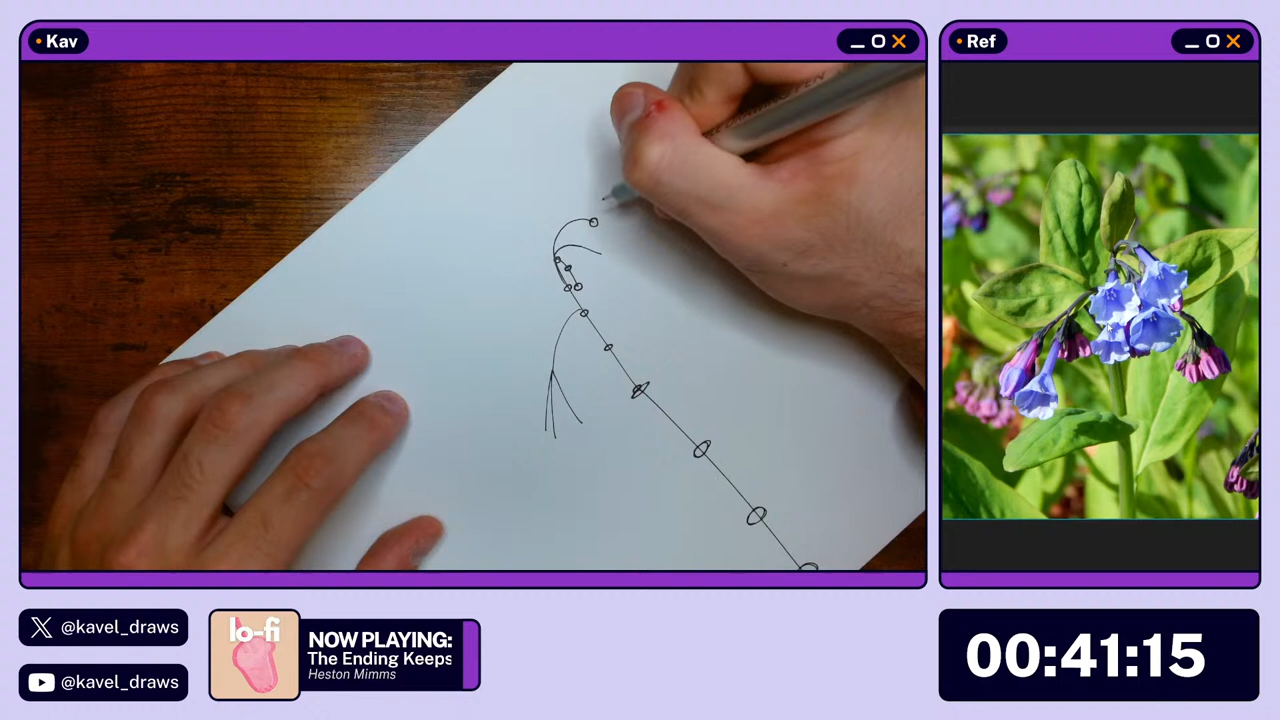 Kav
Ref
@kavel_draws
@kavel_draws
lo-fi
NOW PLAYING:
The Ending Keeps
Heston Mimms
00:41:15